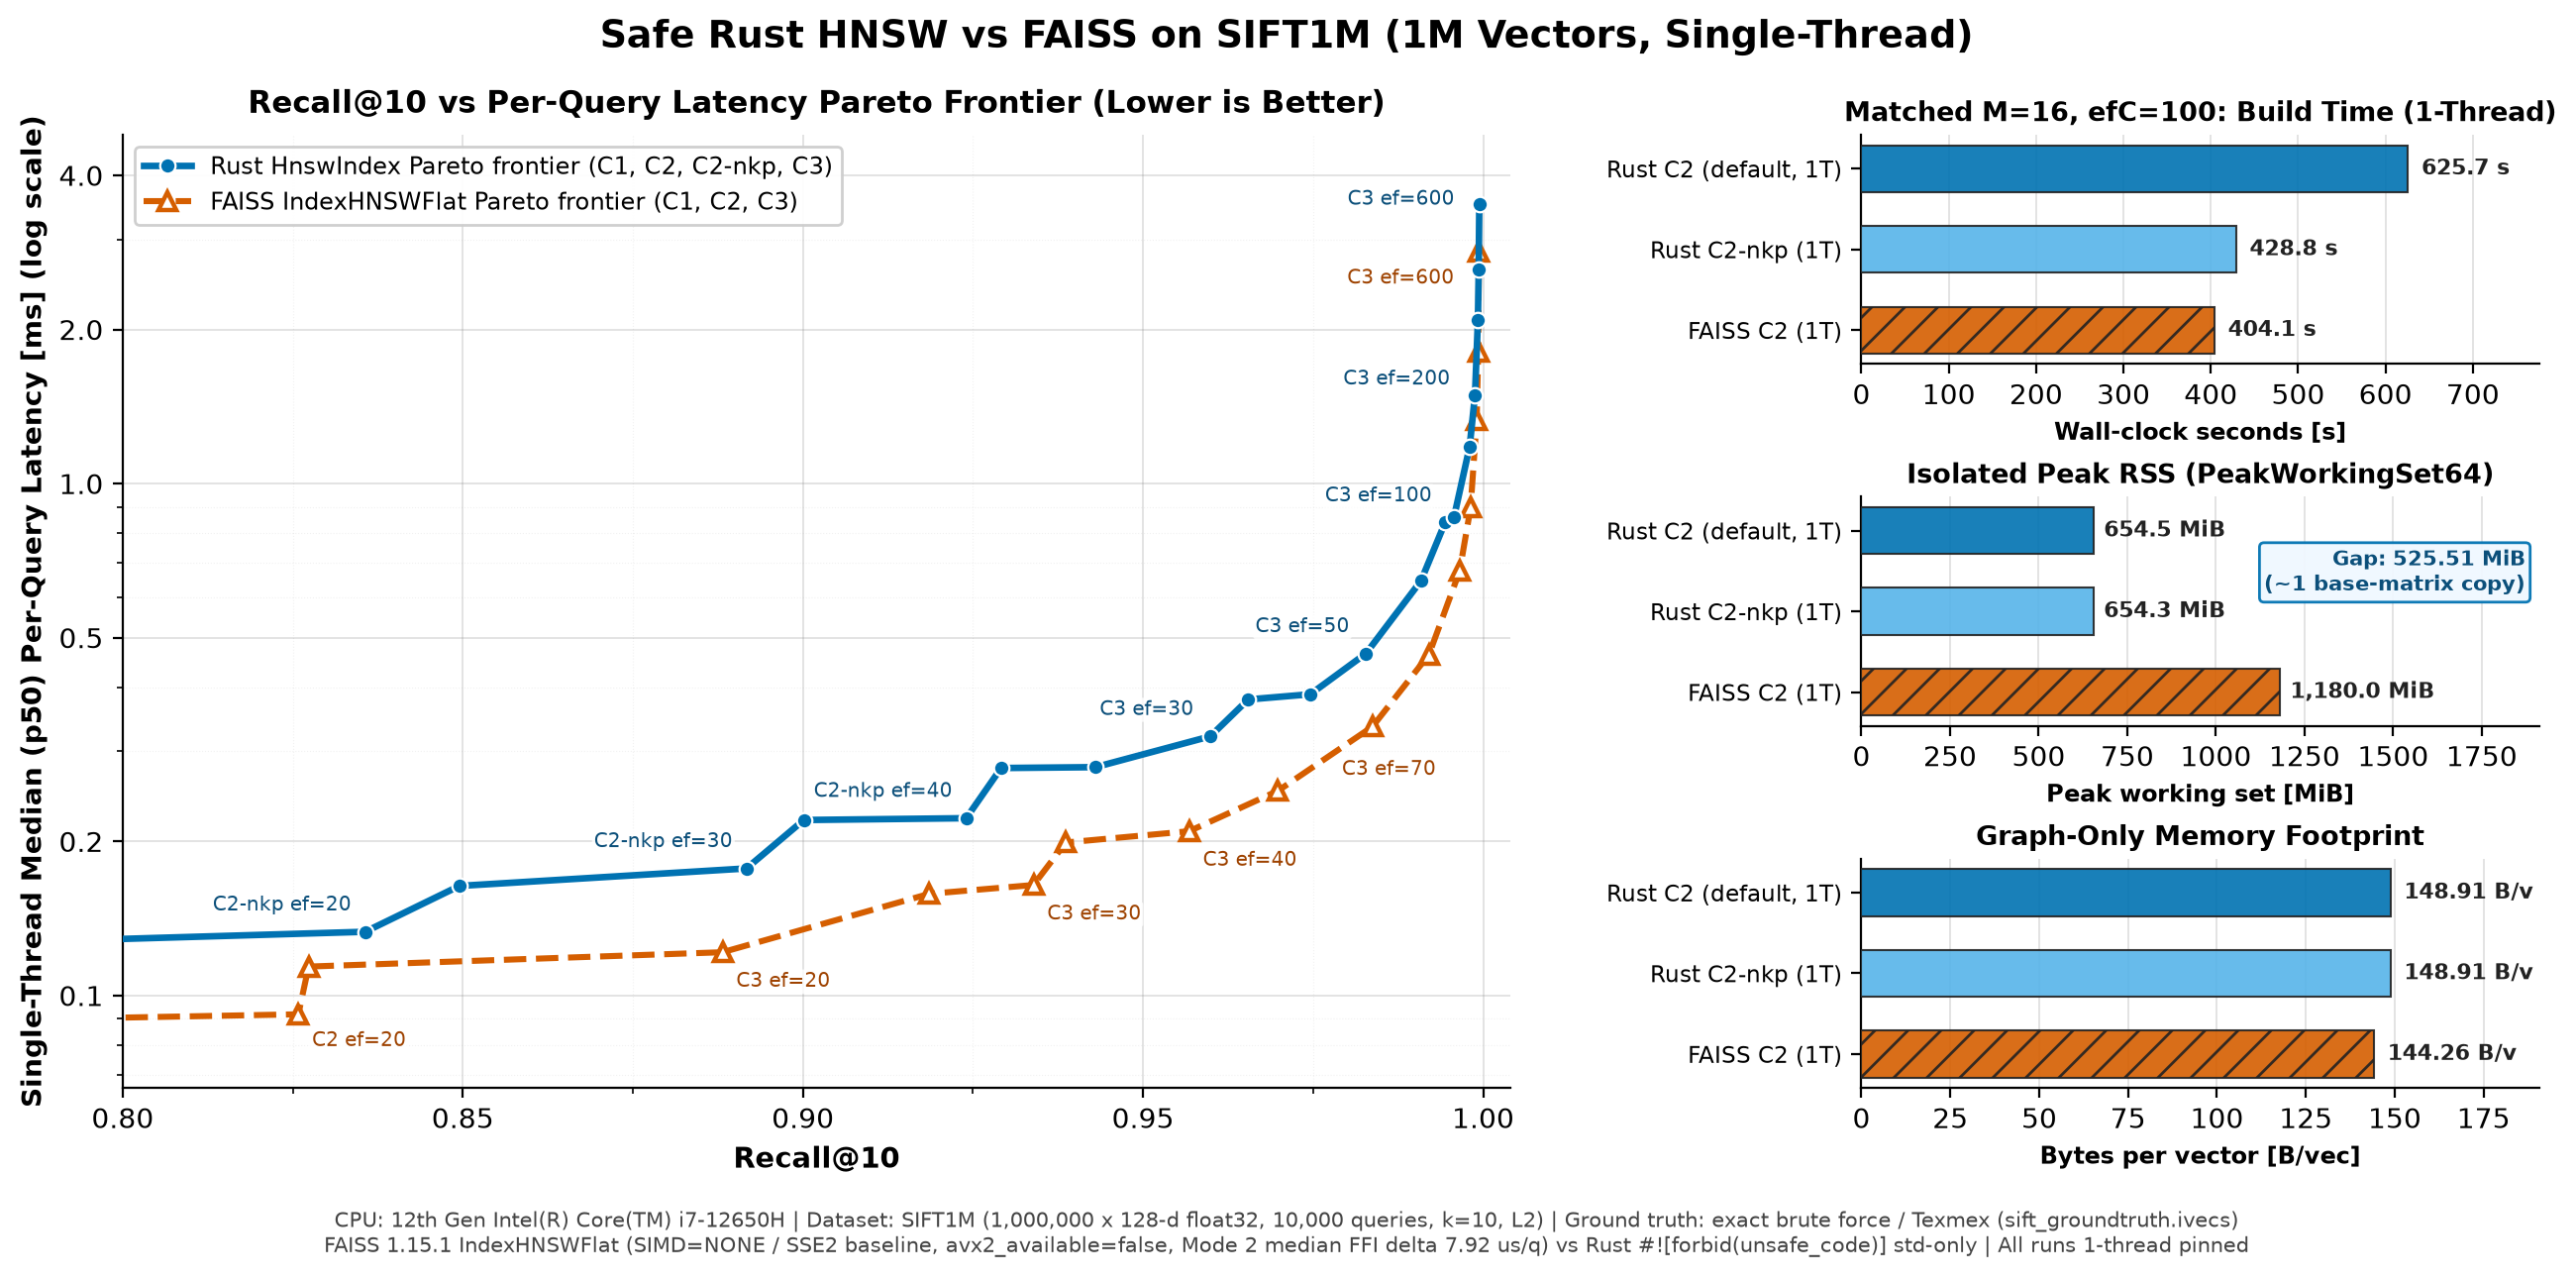 Safe Rust HNSW vs FAISS on SIFT1M (1M Vectors, Single-Thread)
Recall@10 vs Per-Query Latency Pareto Frontier (Lower is Better)
Single-Thread Median (p50) Per-Query Latency [ms] (log scale)
Rust HnswIndex Pareto frontier (C1, C2, C2-nkp, C3)
FAISS IndexHNSWFlat Pareto frontier (C1, C2, C3)
4.0
2.0
1.0
0.5
0.2
0.1
C3 ef=600
C3 ef=600
C3 ef=200
C3 ef=100
C3 ef=50
C3 ef=30
C3 ef=70
C2-nkp ef=40
C2-nkp ef=30
C3 ef=40
C2-nkp ef=20
C3 ef=30
C3 ef=20
C2 ef=20
0.80 0.85 0.90 0.95 1.00
Recall@10
Matched M=16, efC=100: Build Time (1-Thread)
Rust C2 (default, 1T) 625.7 s
Rust C2-nkp (1T) 428.8 s
FAISS C2 (1T) 404.1 s
0 100 200 300 400 500 600 700
Wall-clock seconds [s]
Isolated Peak RSS (PeakWorkingSet64)
Rust C2 (default, 1T) 654.5 MiB
Gap: 525.51 MiB
(~1 base-matrix copy)
Rust C2-nkp (1T) 654.3 MiB
FAISS C2 (1T) 1,180.0 MiB
0 250 500 750 1000 1250 1500 1750
Peak working set [MiB]
Graph-Only Memory Footprint
Rust C2 (default, 1T) 148.91 B/v
Rust C2-nkp (1T) 148.91 B/v
FAISS C2 (1T) 144.26 B/v
0 25 50 75 100 125 150 175
Bytes per vector [B/vec]
CPU: 12th Gen Intel(R) Core(TM) i7-12650H | Dataset: SIFT1M (1,000,000 x 128-d float32, 10,000 queries, k=10, L2) | Ground truth: exact brute force / Texmex (sift_groundtruth.ivecs)
FAISS 1.15.1 IndexHNSWFlat (SIMD=NONE / SSE2 baseline, avx2_available=false, Mode 2 median FFI delta 7.92 us/q) vs Rust #![forbid(unsafe_code)] std-only | All runs 1-thread pinned